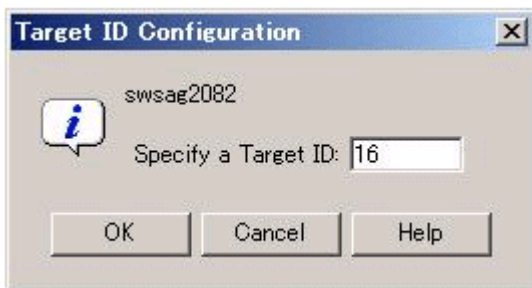 Target ID Configuration
swsag2082
Specify a Target ID: 16
OK Cancel Help